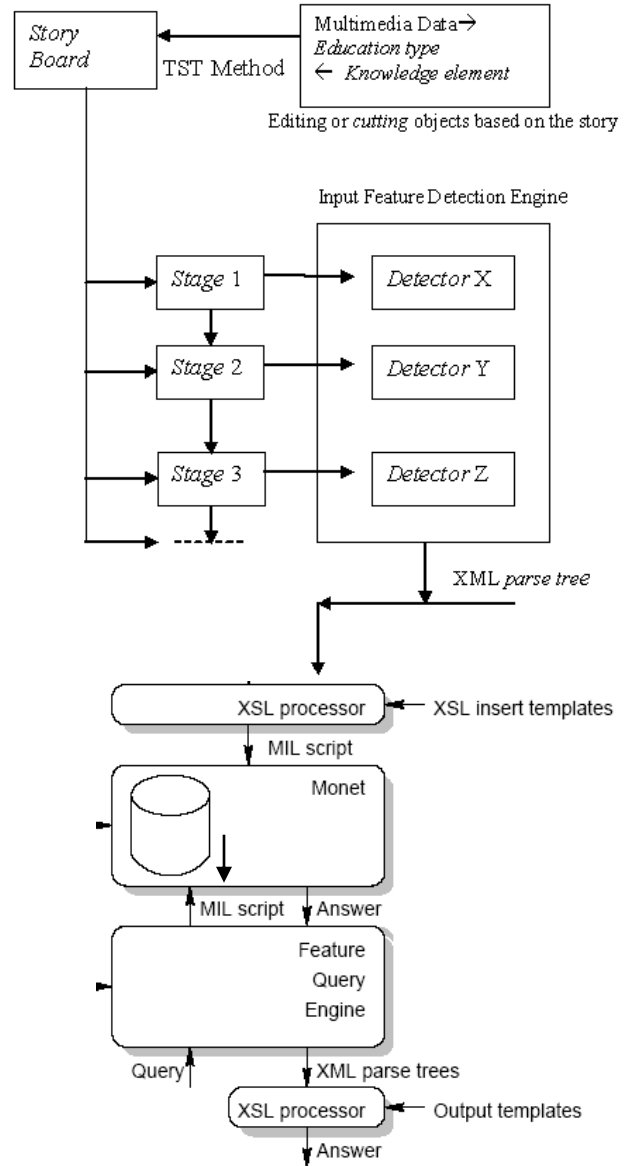 Story
Board
TST Method
Multimedia Data→
Education type
← Knowledge element
Editing or cutting objects based on the story
Input Feature Detection Engine
Stage 1
Detector X
Stage 2
Detector Y
Stage 3
Detector Z
XML parse tree
XSL processor
XSL insert templates
MIL script
Monet
MIL script
Answer
Feature
Query
Engine
Query
XML parse trees
XSL processor
Output templates
Answer